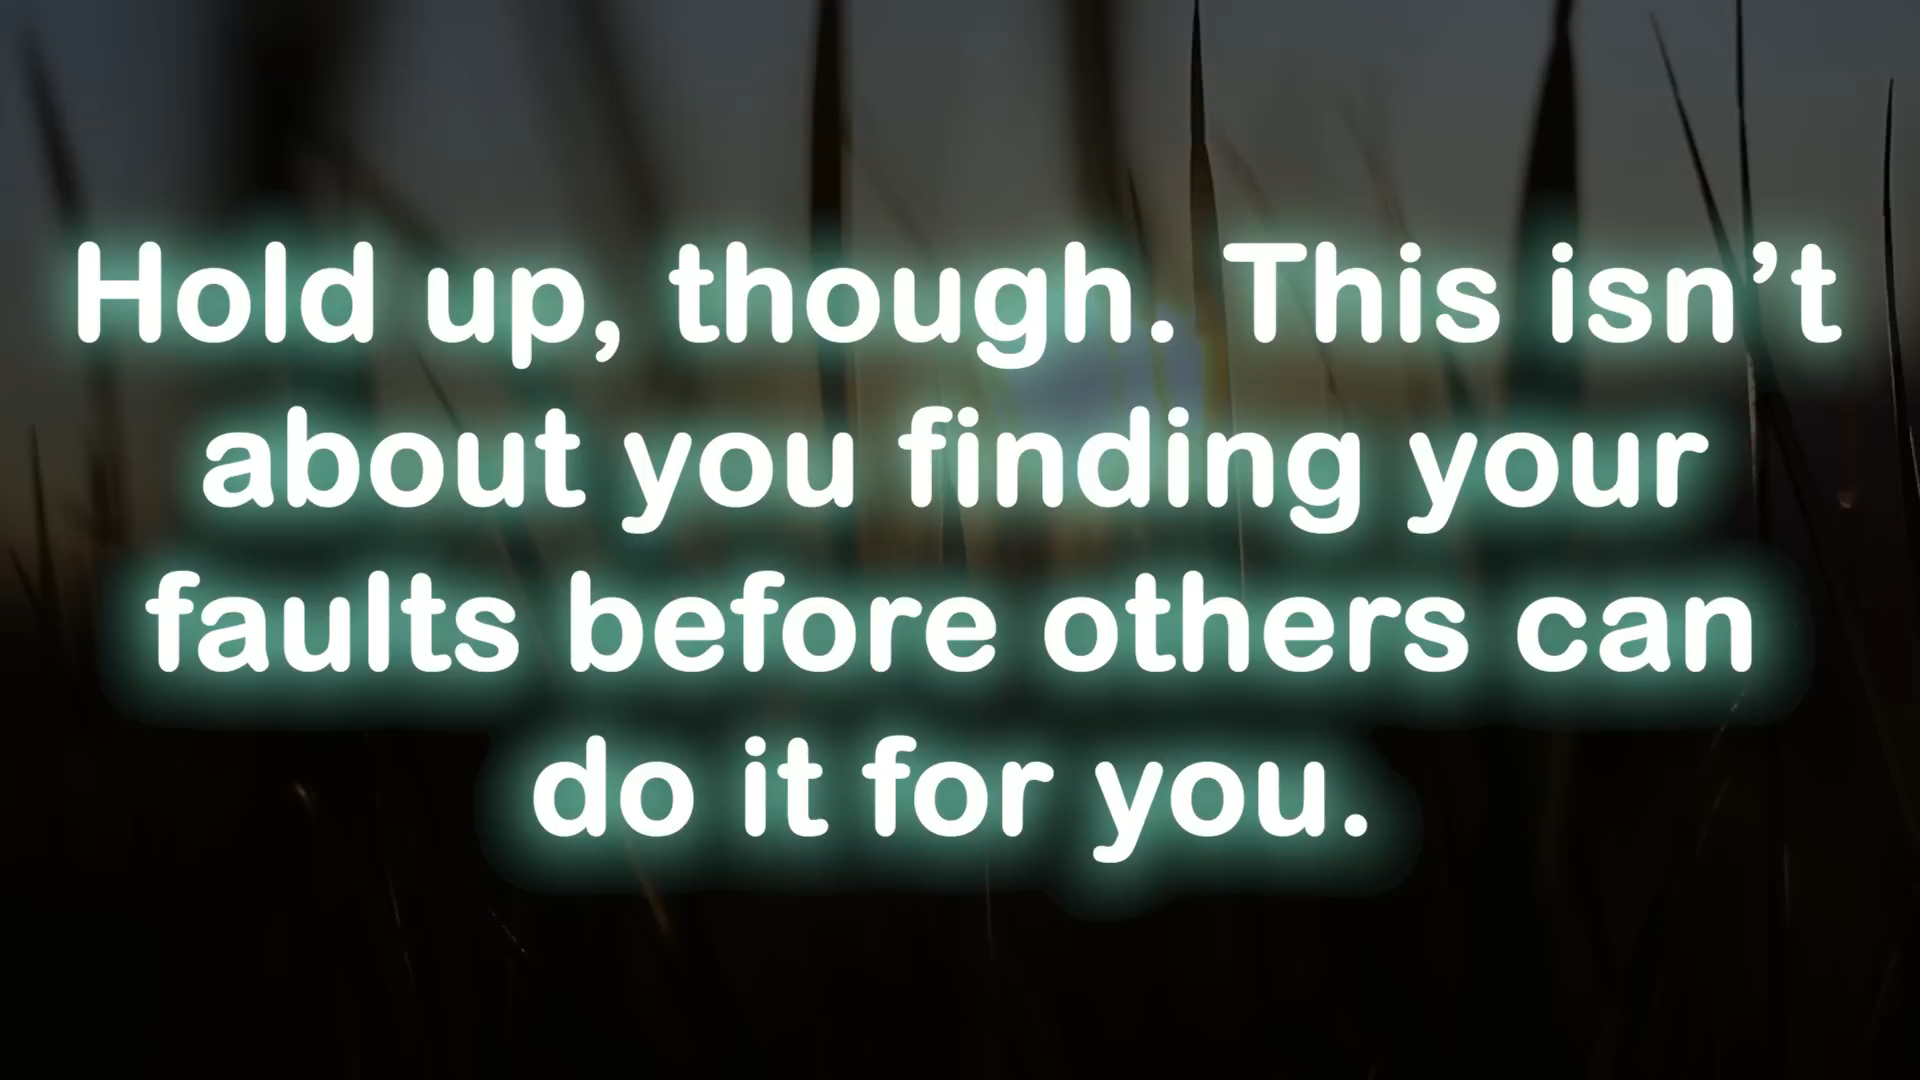 Hold up, though. This isn’t
about you finding your
faults before others can
do it for you.